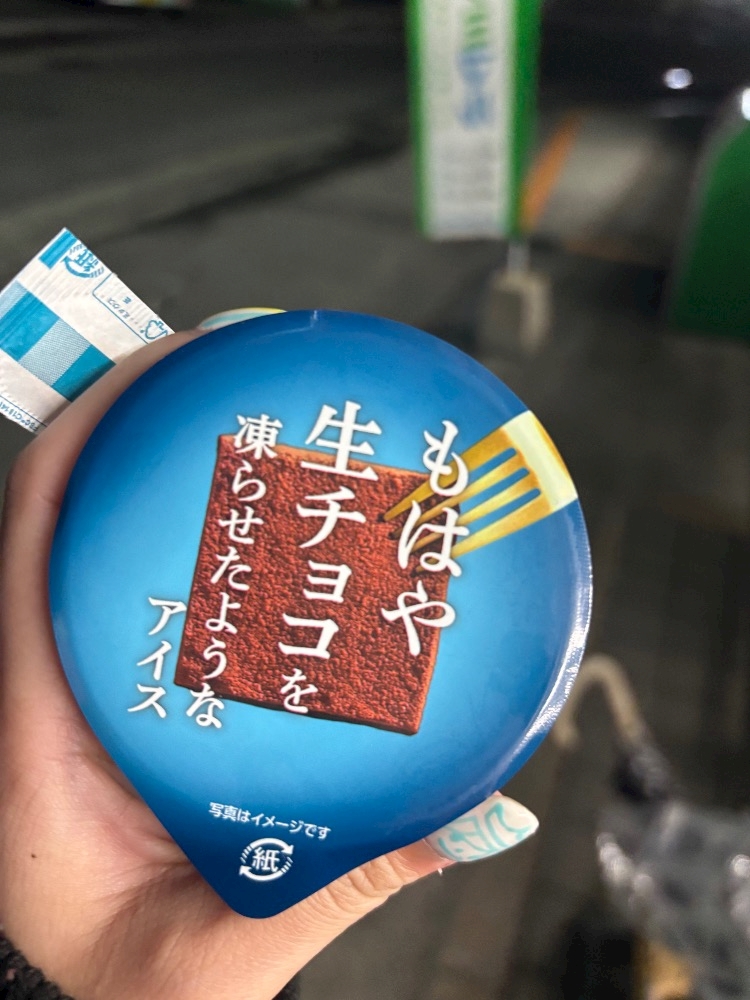 もはや
生チョコを
凍らせたような
アイス
写真はイメージです
紙